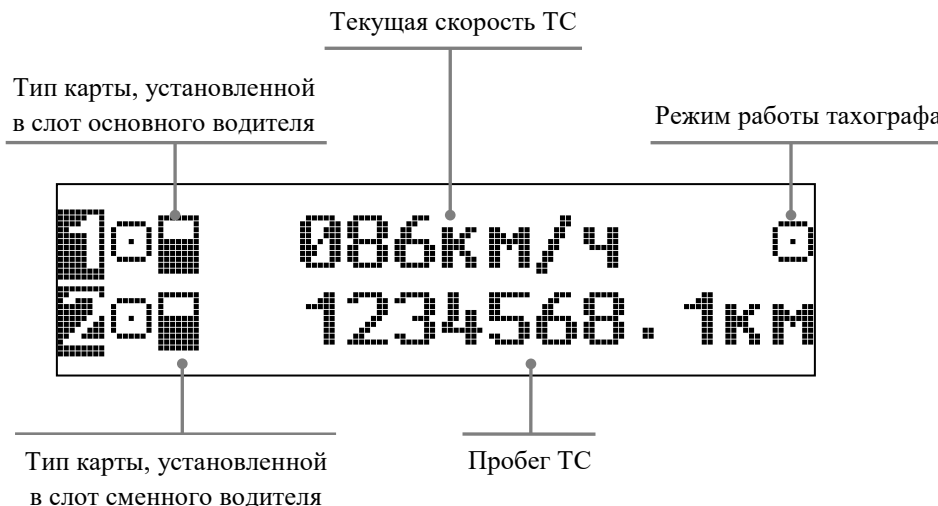 Текущая скорость ТС
Тип карты, установленной
в слот основного водителя
Режим работы тахографа
1 086км/ч
2 1234568.1км
Тип карты, установленной
в слот сменного водителя
Пробег ТС